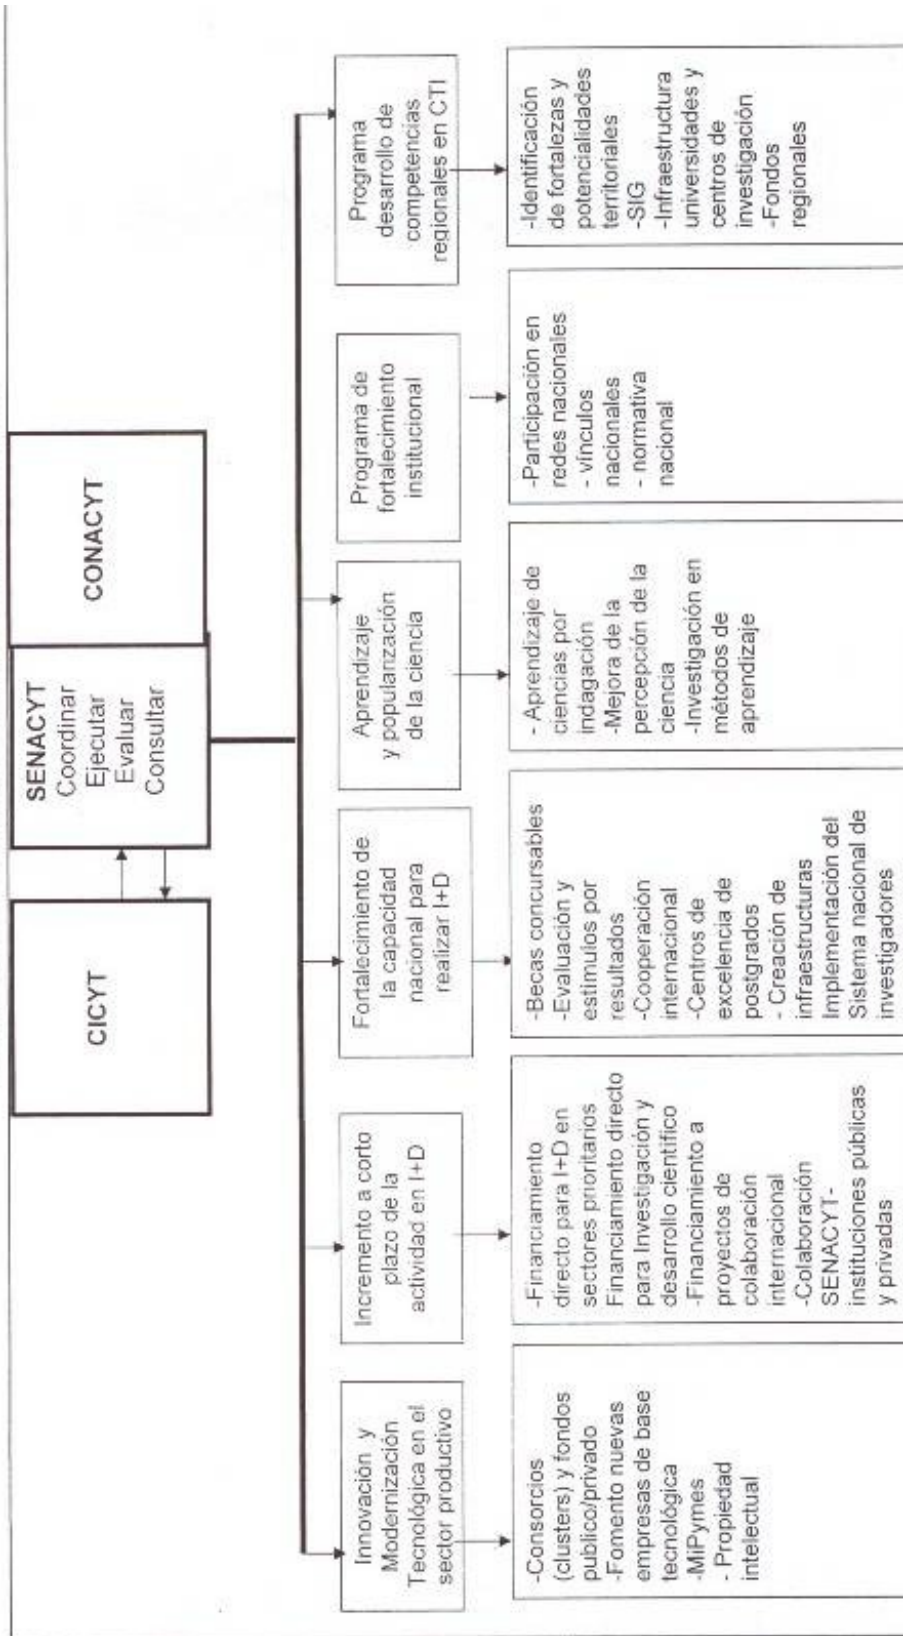 CICYT
SENACYT
Coordinar
Ejecutar
Evaluar
Consultar
CONACYT
Innovación y
Modernización
Tecnológica en el
sector productivo
Incremento a corto
plazo de la
actividad en I+D
Fortalecimiento de
la capacidad
nacional para
realizar I+D
Aprendizaje
y popularización
de la ciencia
Programa de
fortalecimiento
institucional
Programa
desarrollo de
competencias
regionales en CTI
-Consorcios
(clusters) y fondos
publico/privado
-Fomento nuevas
empresas de base
tecnológica
-MiPymes
- Propiedad
intelectual
-Financiamiento
directo para I+D en
sectores prioritarios
Financiamiento directo
para Investigación y
desarrollo científico
-Financiamiento a
proyectos de
colaboración
internacional
-Colaboración
SENACYT-
instituciones públicas
y privadas
-Becas concursables
-Evaluación y
estímulos por
resultados
-Cooperación
internacional
-Centros de
excelencia de
postgrados
- Creación de
infraestructuras
Implementación del
Sistema nacional de
investigadores
- Aprendizaje de
ciencias por
indagación
-Mejora de la
percepción de la
ciencia
-Investigación en
métodos de
aprendizaje
-Participación en
redes nacionales
- vínculos
nacionales
- normativa
nacional
-Identificación
de fortalezas y
potencialidades
territoriales
-SIG
-Infraestructura
universidades y
centros de
investigación
-Fondos
regionales